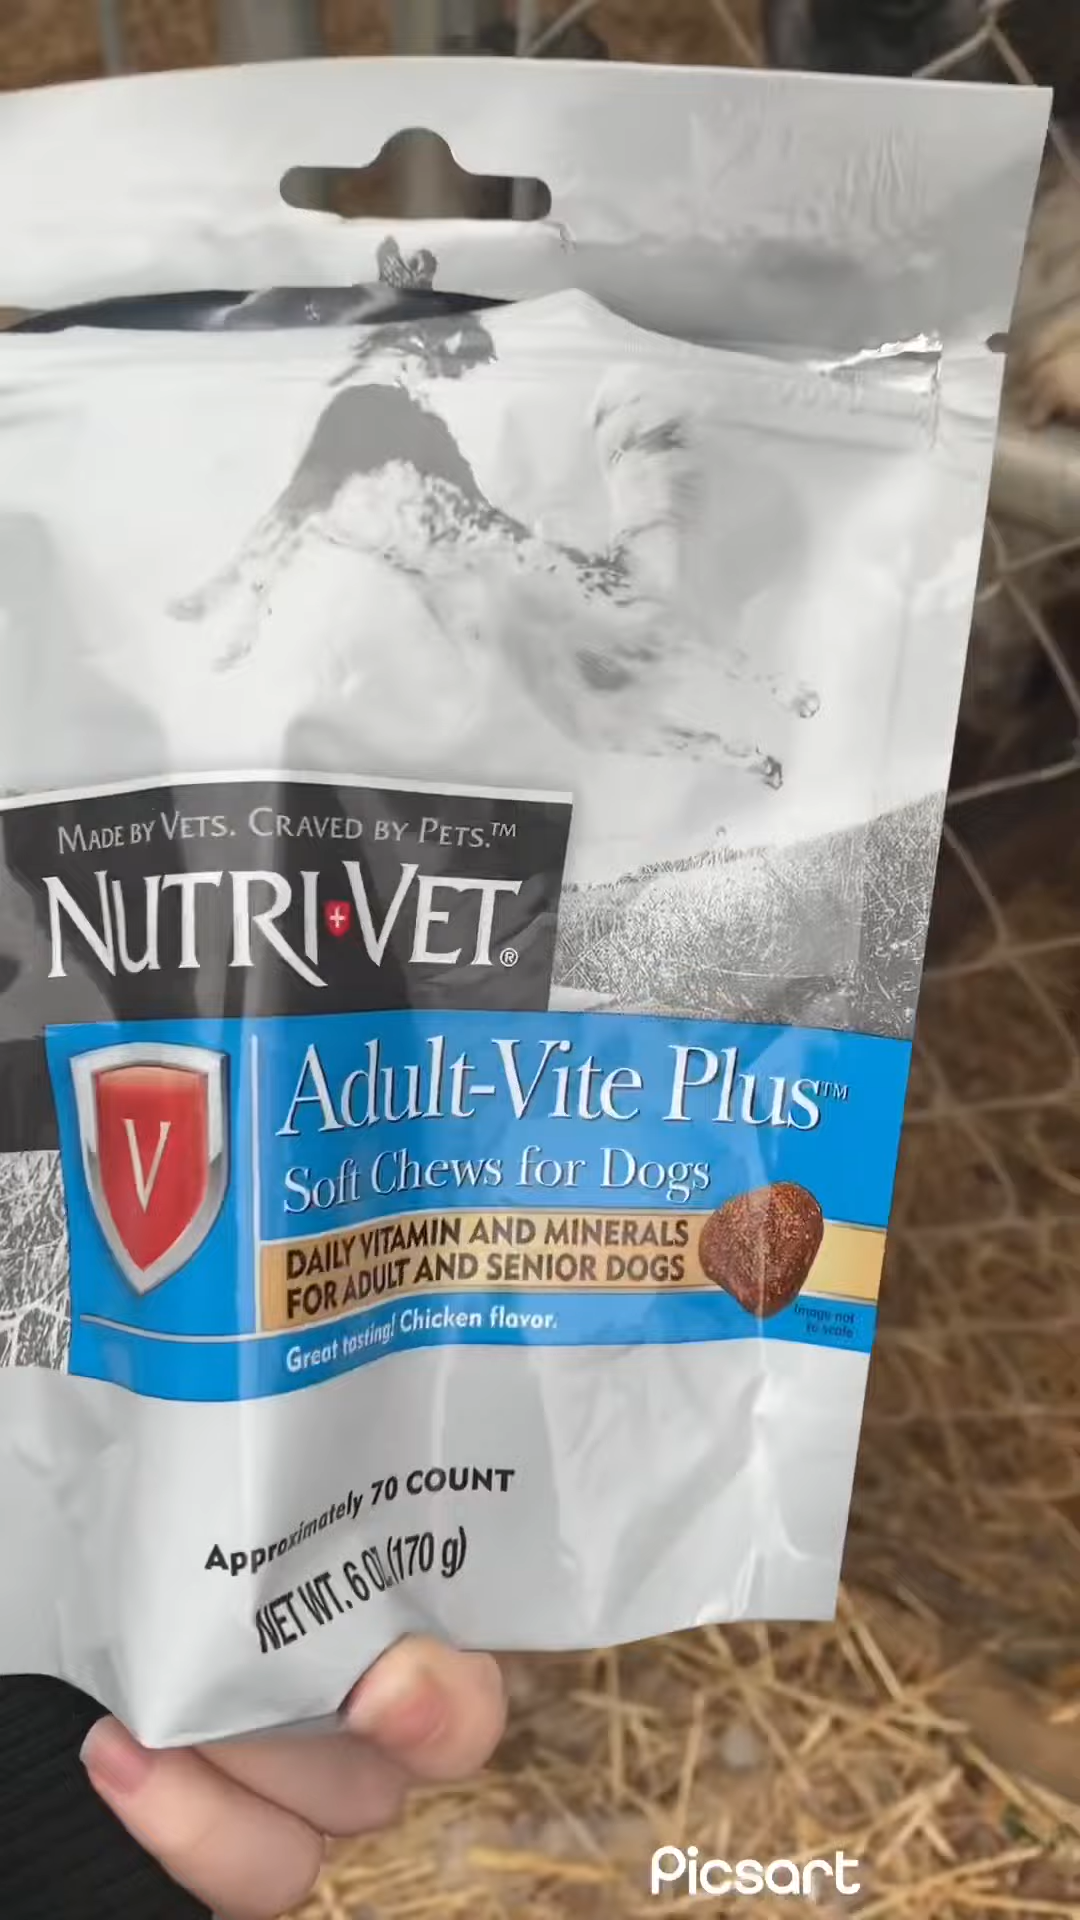 MADE BY VETS. CRAVED BY PETS.™
NUTRI+VET®
V
Adult-Vite Plus™
Soft Chews for Dogs
DAILY VITAMIN AND MINERALS
FOR ADULT AND SENIOR DOGS
Great tasting! Chicken flavor.
Image not
to scale
Approximately 70 COUNT
NET WT. 6 OZ (170 g)
Picsart